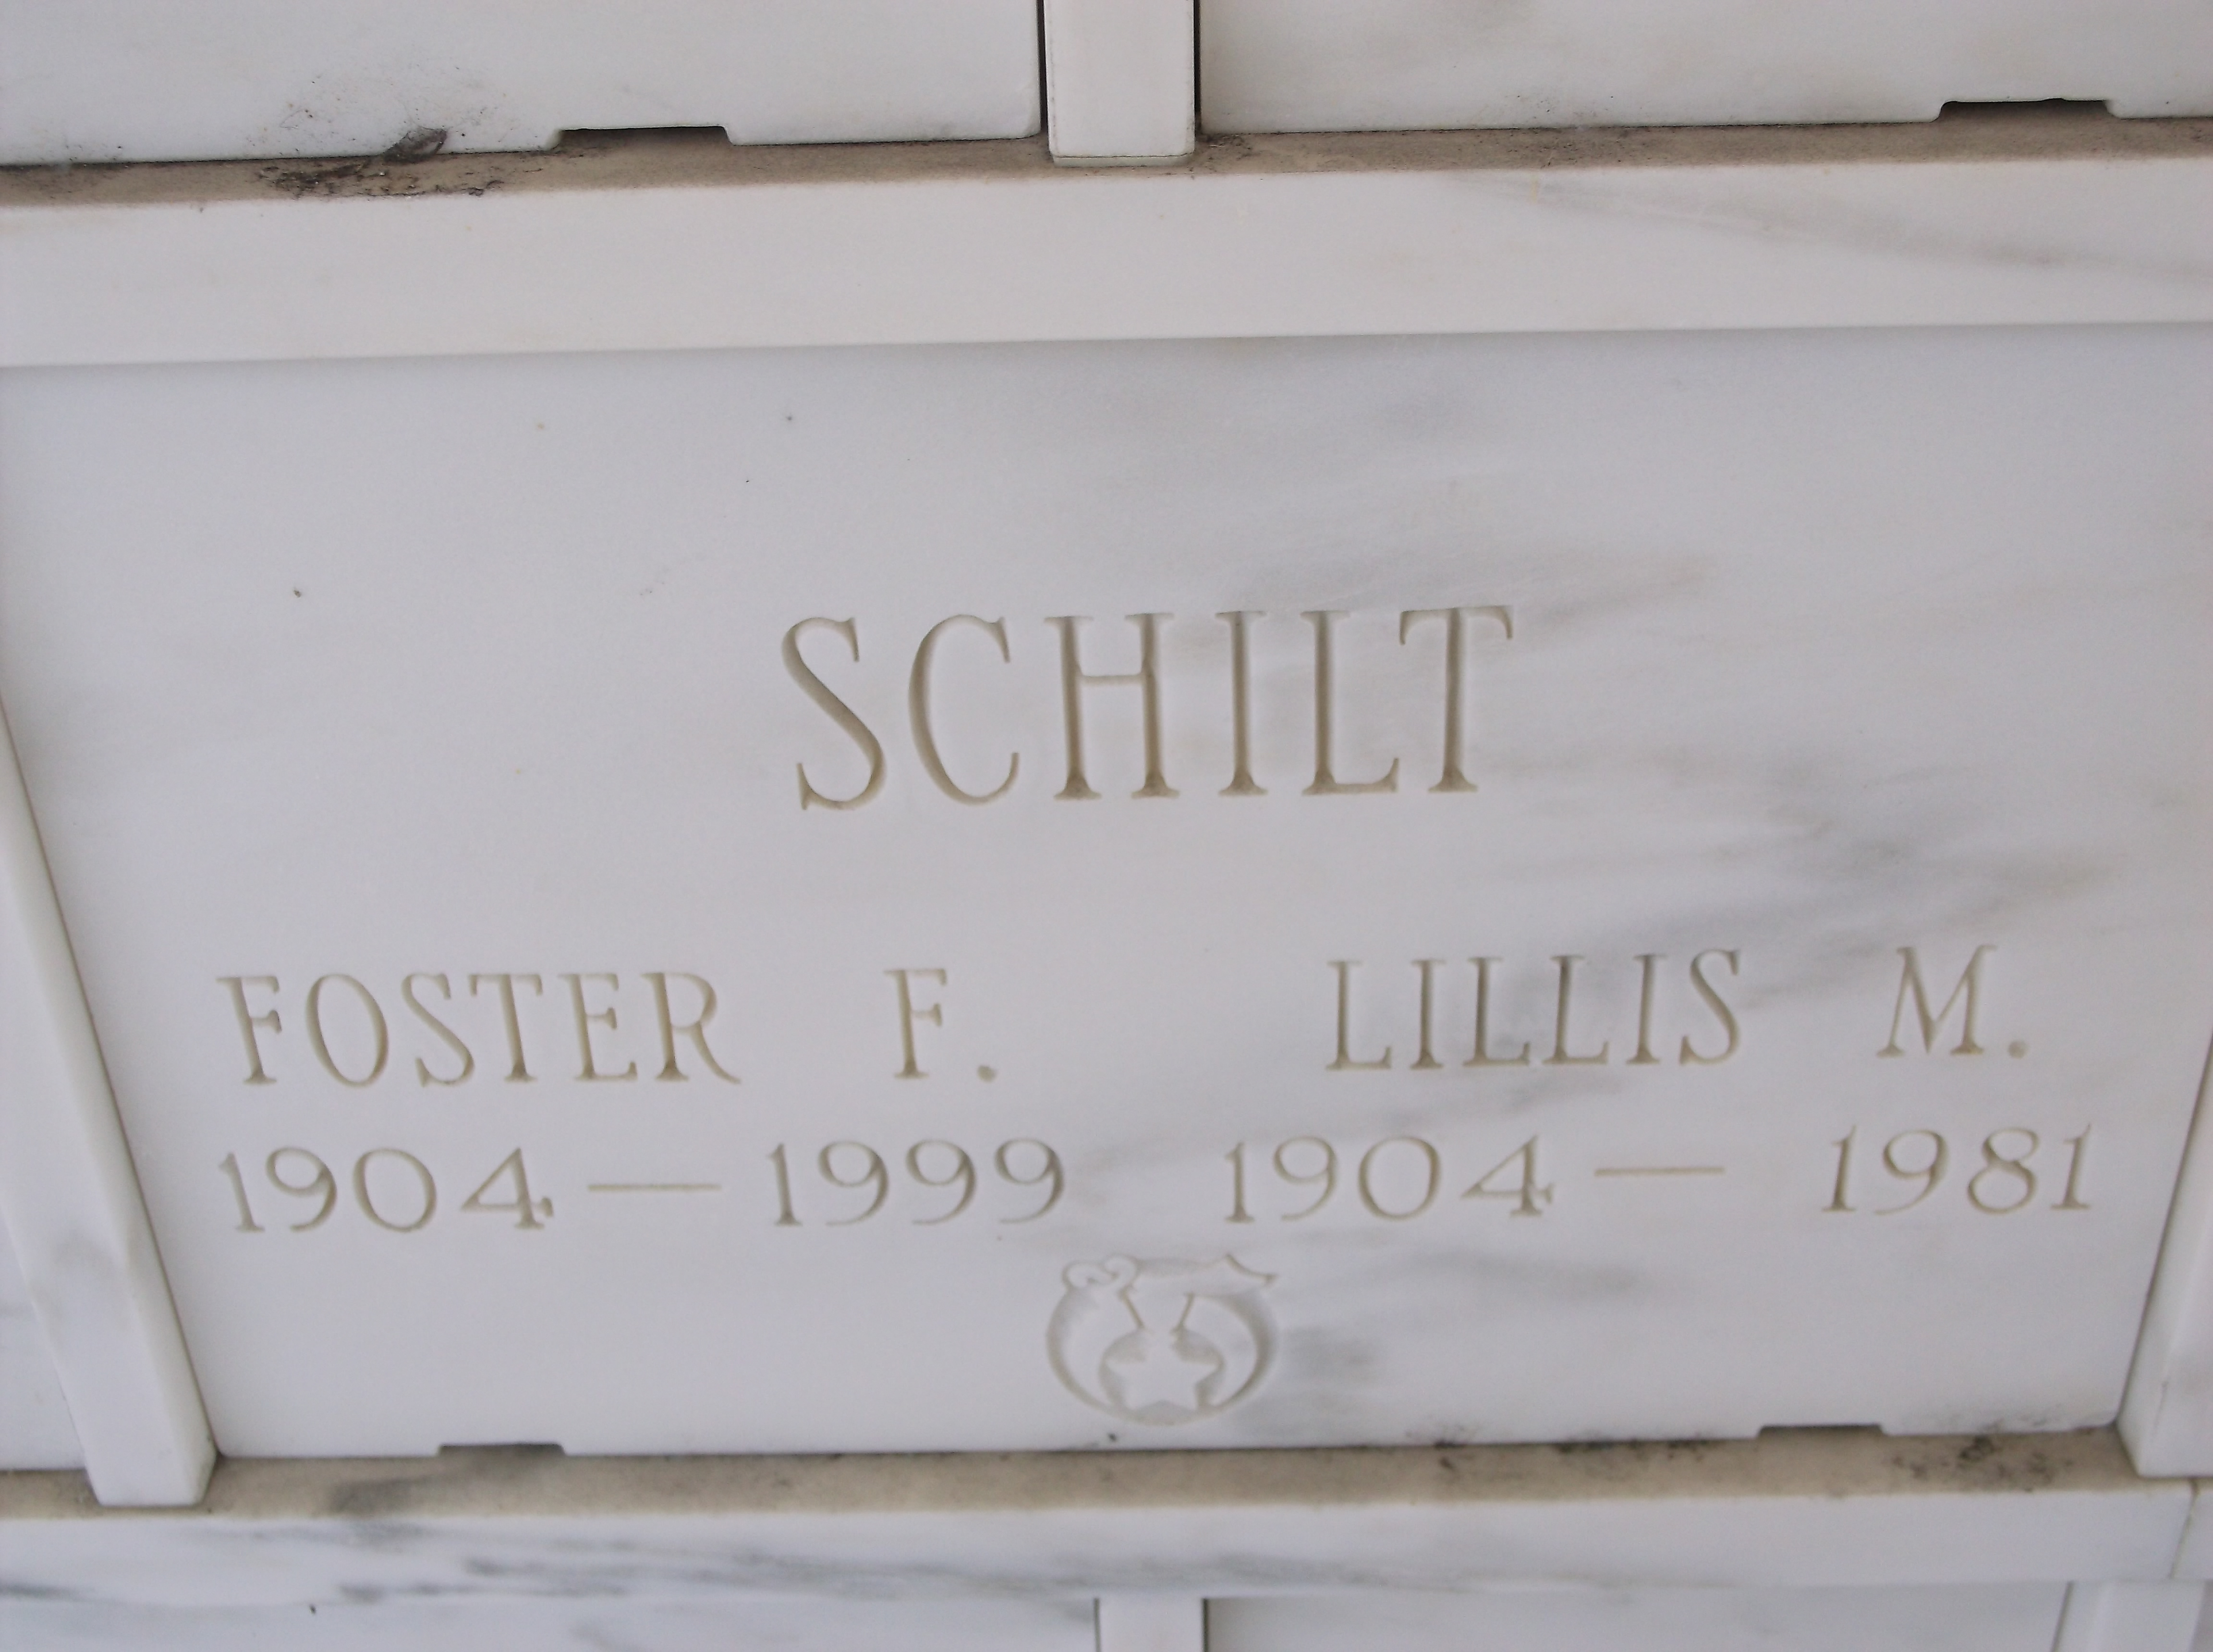 SCHILT
FOSTER F. LILLIS M.
1904 — 1999 1904 — 1981